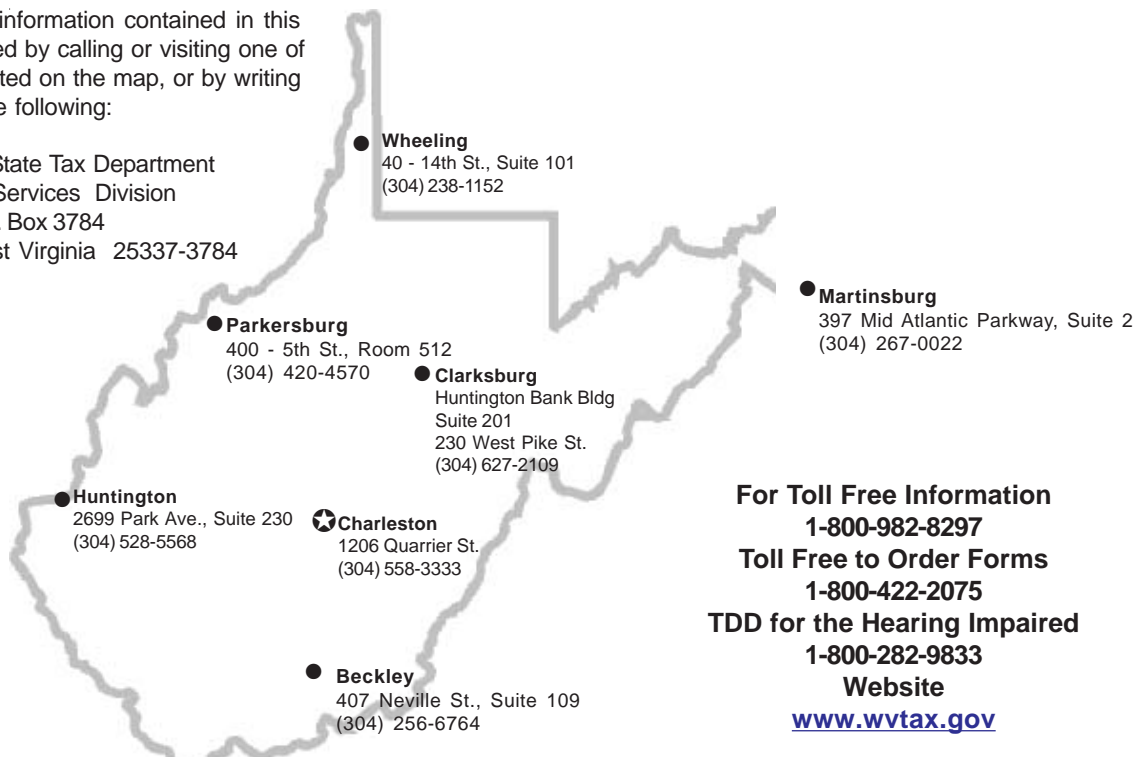 information contained in this
ed by calling or visiting one of
ted on the map, or by writing
e following:
State Tax Department
Services Division
Box 3784
st Virginia 25337-3784
Wheeling
40 - 14th St., Suite 101
(304) 238-1152
Martinsburg
397 Mid Atlantic Parkway, Suite 2
(304) 267-0022
Parkersburg
400 - 5th St., Room 512
(304) 420-4570
Clarksburg
Huntington Bank Bldg
Suite 201
230 West Pike St.
(304) 627-2109
Huntington
2699 Park Ave., Suite 230
(304) 528-5568
Charleston
1206 Quarrier St.
(304) 558-3333
Beckley
407 Neville St., Suite 109
(304) 256-6764
For Toll Free Information
1-800-982-8297
Toll Free to Order Forms
1-800-422-2075
TDD for the Hearing Impaired
1-800-282-9833
Website
www.wvtax.gov